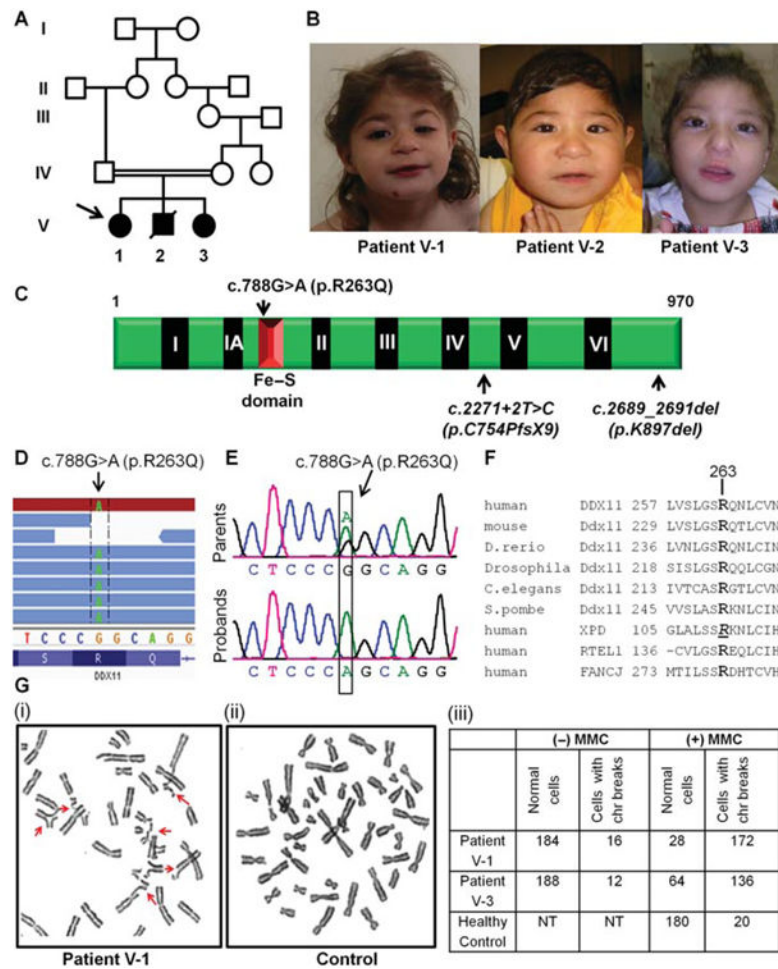 A
I
II
III
IV
V
1 2 3
B
Patient V-1 Patient V-2 Patient V-3
C
c.788G>A (p.R263Q)
1 970
I IA II III IV V VI
Fe–S
domain
c.2271+2T>C
(p.C754PfsX9)
c.2689_2691del
(p.K897del)
D
c.788G>A (p.R263Q)
A
A
A
A
A
A
T C C C G G C A G G
S R Q
DDX11
E
c.788G>A (p.R263Q)
Parents
A
C T C C C G G C A G G
Probands
C T C C C A G C A G G
F
263
human DDX11 257 LVSLGSRQNLCVN
mouse Ddx11 229 LVSLGSRQTLCVN
D.rerio Ddx11 236 LVNLGSRQNLCIN
Drosophila Ddx11 218 SISLGSRQQLCGN
C.elegans Ddx11 213 IVTCASRGTLCVN
S.pombe Ddx11 245 VVSLASRKNLCIN
human XPD 105 GLALSSRKNLCIH
human RTEL1 136 -CVLGSREQLCIH
human FANCJ 273 MTILSSRDHTCVH
G
(i)
Patient V-1
(ii)
Control
(iii)
(–) MMC (+) MMC
Normal cells
Cells with chr breaks
Normal cells
Cells with chr breaks
Patient V-1 184 16 28 172
Patient V-3 188 12 64 136
Healthy Control NT NT 180 20